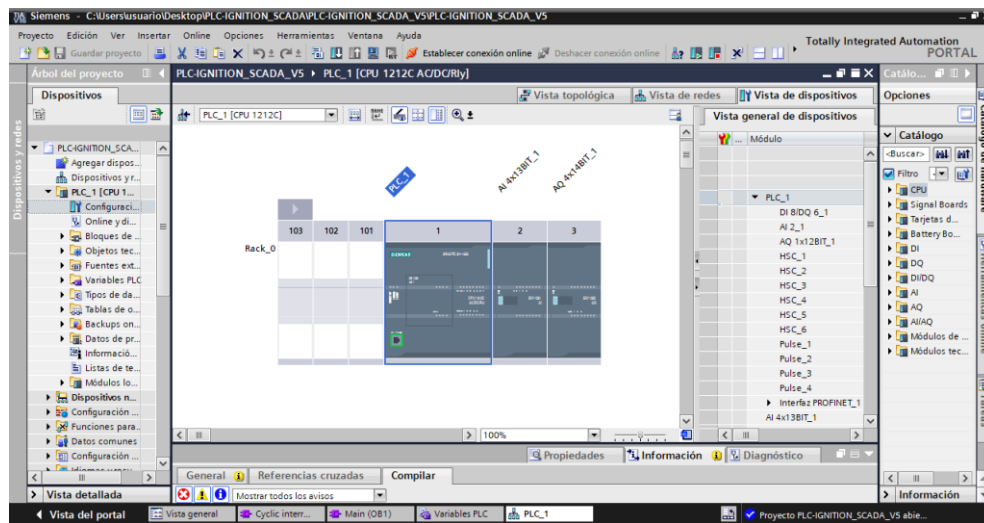 Siemens - C:\Users\usuario\Desktop\PLC-IGNITION_SCADA\PLC-IGNITION_SCADA_V5\PLC-IGNITION_SCADA_V5
Proyecto Edición Ver Insertar Online Opciones Herramientas Ventana Ayuda
Guardar proyecto Establecer conexión online Deshacer conexión online
Totally Integrated Automation
PORTAL
Árbol del proyecto
Dispositivos
Dispositivos y redes
PLC-IGNITION_SCA...
Agregar dispos...
Dispositivos y r...
PLC_1 [CPU 1...
Configuraci...
Online y di...
Bloques de ...
Objetos tec...
Fuentes ext...
Variables PLC
Tipos de da...
Tablas de o...
Backups on...
Datos de pr...
Informació...
Listas de te...
Módulos lo...
Dispositivos n...
Configuración ...
Funciones para..
Datos comunes
Configuración ...
Vista detallada
PLC-IGNITION_SCADA_V5 PLC_1 [CPU 1212C AC/DC/Rly]
Vista topológica Vista de redes Vista de dispositivos
PLC_1 [CPU 1212C]
PLC_1
AI 4x13BIT_1
AQ 4x14BIT_1
103 102 101 1 2 3
Rack_0
SIEMENS
100%
Vista general de dispositivos
... Módulo
PLC_1
DI 8/DQ 6_1
AI 2_1
AQ 1x12BIT_1
HSC_1
HSC_2
HSC_3
HSC_4
HSC_5
HSC_6
Pulse_1
Pulse_2
Pulse_3
Pulse_4
Interfaz PROFINET_1
AI 4x13BIT_1
Propiedades Información Diagnóstico
General Referencias cruzadas Compilar
Mostrar todos los avisos
Catálo...
Opciones
Catálogo
<Buscar>
Filtro
CPU
Signal Boards
Tarjetas d...
Battery Bo...
DI
DQ
DI/DQ
AI
AQ
AI/AQ
Módulos de ...
Módulos tec...
Información
Vista del portal Vista general Cyclic interr... Main (OB1) Variables PLC PLC_1 Proyecto PLC-IGNITION_SCADA_V5 abie...